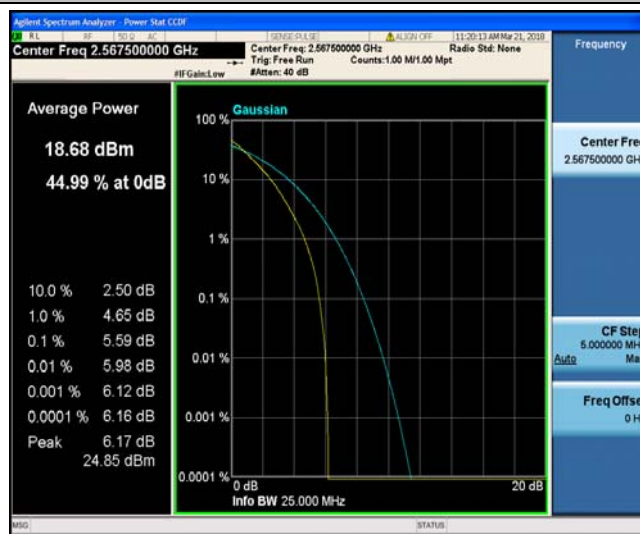 Agilent Spectrum Analyzer - Power Stat CCDF
RL RF 50 Ω AC SENSE:PULSE ALIGN OFF 11:20:13 AM Mar 21, 2018
Center Freq 2.567500000 GHz
Center Freq: 2.567500000 GHz Radio Std: None
Trig: Free Run Counts:1.00 M/1.00 Mpt
#IFGain:Low #Atten: 40 dB
Frequency
Average Power
18.68 dBm
44.99 % at 0dB
10.0 % 2.50 dB
1.0 % 4.65 dB
0.1 % 5.59 dB
0.01 % 5.98 dB
0.001 % 6.12 dB
0.0001 % 6.16 dB
Peak 6.17 dB
24.85 dBm
Gaussian
100 %
10 %
1 %
0.1 %
0.01 %
0.001 %
0.0001 %
0 dB 20 dB
Info BW 25.000 MHz
Center Fre
2.567500000 GH
CF Step
5.000000 MH
Auto Ma
Freq Offse
0 H
MSG STATUS